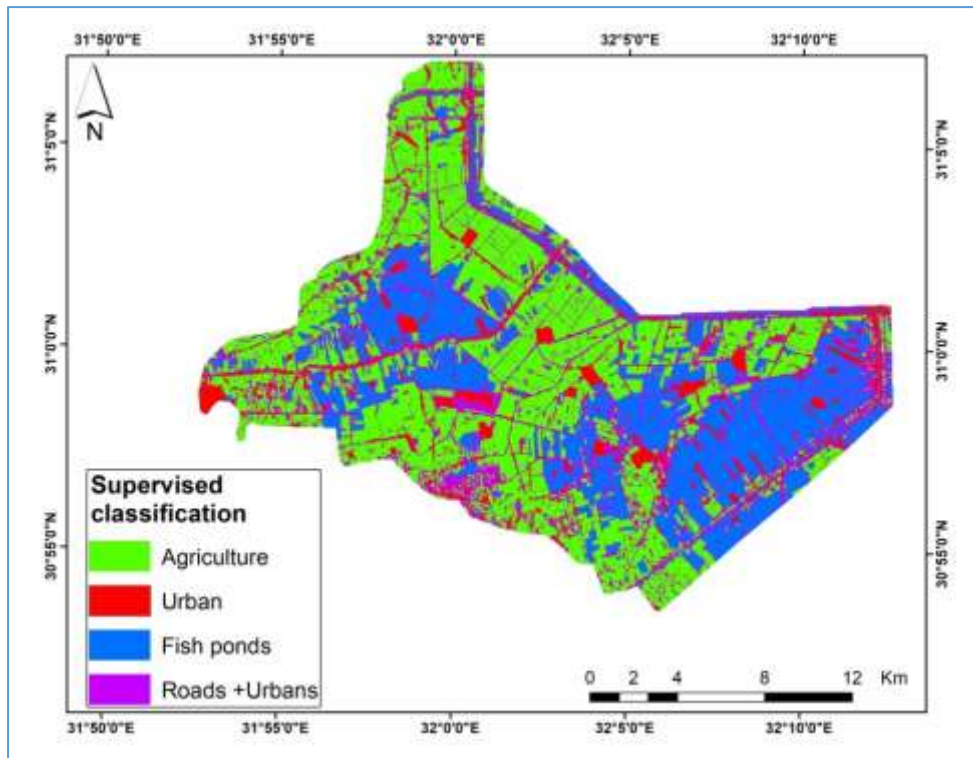 31°50'0"E 31°55'0"E 32°0'0"E 32°5'0"E 32°10'0"E
N
31°5'0"N 31°5'0"N
31°0'0"N 31°0'0"N
30°55'0"N 30°55'0"N
Supervised
classification
Agriculture
Urban
Fish ponds
Roads +Urbans
0 2 4 8 12 Km
31°50'0"E 31°55'0"E 32°0'0"E 32°5'0"E 32°10'0"E